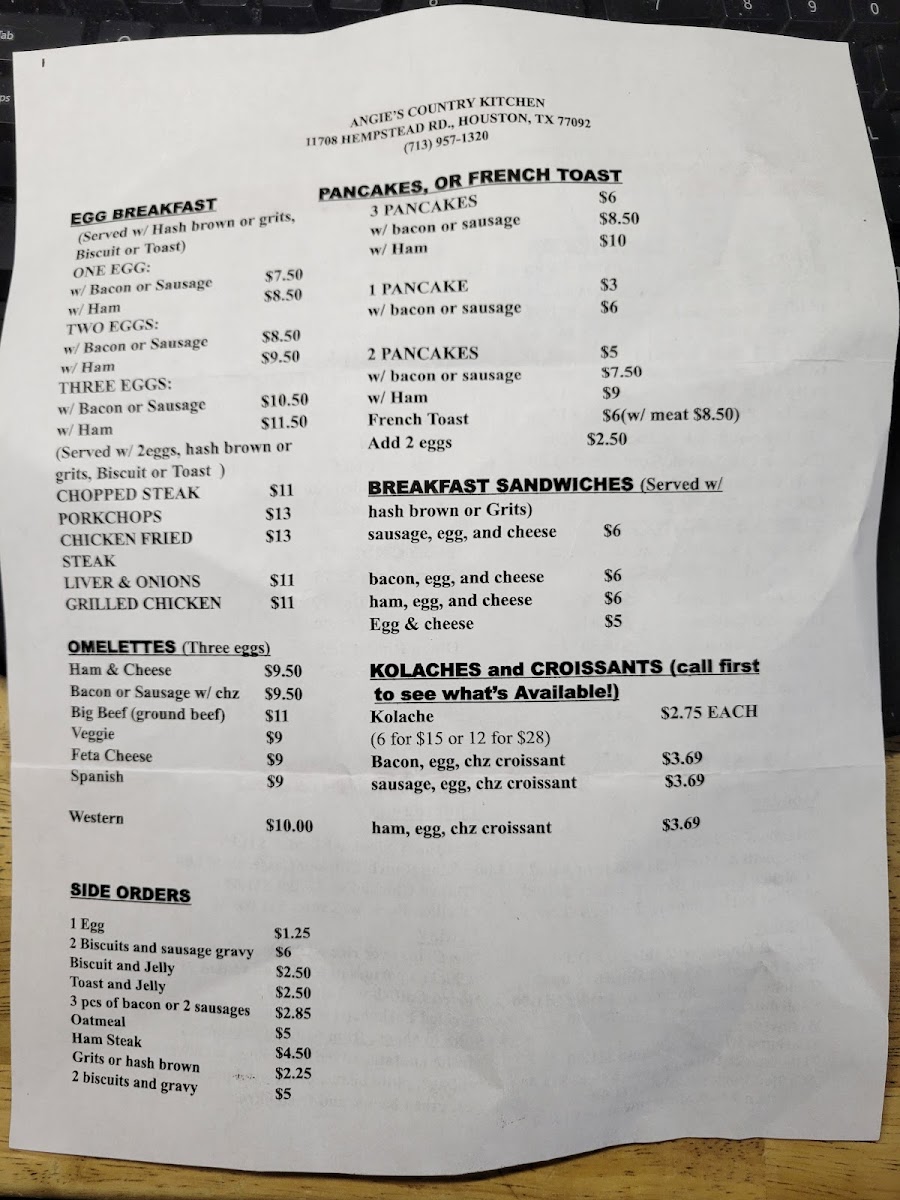 ANGIE'S COUNTRY KITCHEN
11708 HEMPSTEAD RD., HOUSTON, TX 77092
(713) 957-1320
EGG BREAKFAST
(Served w/ Hash brown or grits,
Biscuit or Toast)
ONE EGG:
w/ Bacon or Sausage $7.50
w/ Ham $8.50
TWO EGGS:
w/ Bacon or Sausage $8.50
w/ Ham $9.50
THREE EGGS:
w/ Bacon or Sausage $10.50
w/ Ham $11.50
(Served w/ 2eggs, hash brown or
grits, Biscuit or Toast )
CHOPPED STEAK $11
PORKCHOPS $13
CHICKEN FRIED $13
STEAK
LIVER & ONIONS $11
GRILLED CHICKEN $11
OMELETTES (Three eggs)
Ham & Cheese $9.50
Bacon or Sausage w/ chz $9.50
Big Beef (ground beef) $11
Veggie $9
Feta Cheese $9
Spanish $9
Western $10.00
SIDE ORDERS
1 Egg $1.25
2 Biscuits and sausage gravy $6
Biscuit and Jelly $2.50
Toast and Jelly $2.50
3 pcs of bacon or 2 sausages $2.85
Oatmeal $5
Ham Steak $4.50
Grits or hash brown $2.25
2 biscuits and gravy $5
PANCAKES, OR FRENCH TOAST
3 PANCAKES $6
w/ bacon or sausage $8.50
w/ Ham $10
1 PANCAKE $3
w/ bacon or sausage $6
2 PANCAKES $5
w/ bacon or sausage $7.50
w/ Ham $9
French Toast $6(w/ meat $8.50)
Add 2 eggs $2.50
BREAKFAST SANDWICHES (Served w/
hash brown or Grits)
sausage, egg, and cheese $6
bacon, egg, and cheese $6
ham, egg, and cheese $6
Egg & cheese $5
KOLACHES and CROISSANTS (call first
to see what's Available!)
Kolache $2.75 EACH
(6 for $15 or 12 for $28)
Bacon, egg, chz croissant $3.69
sausage, egg, chz croissant $3.69
ham, egg, chz croissant $3.69